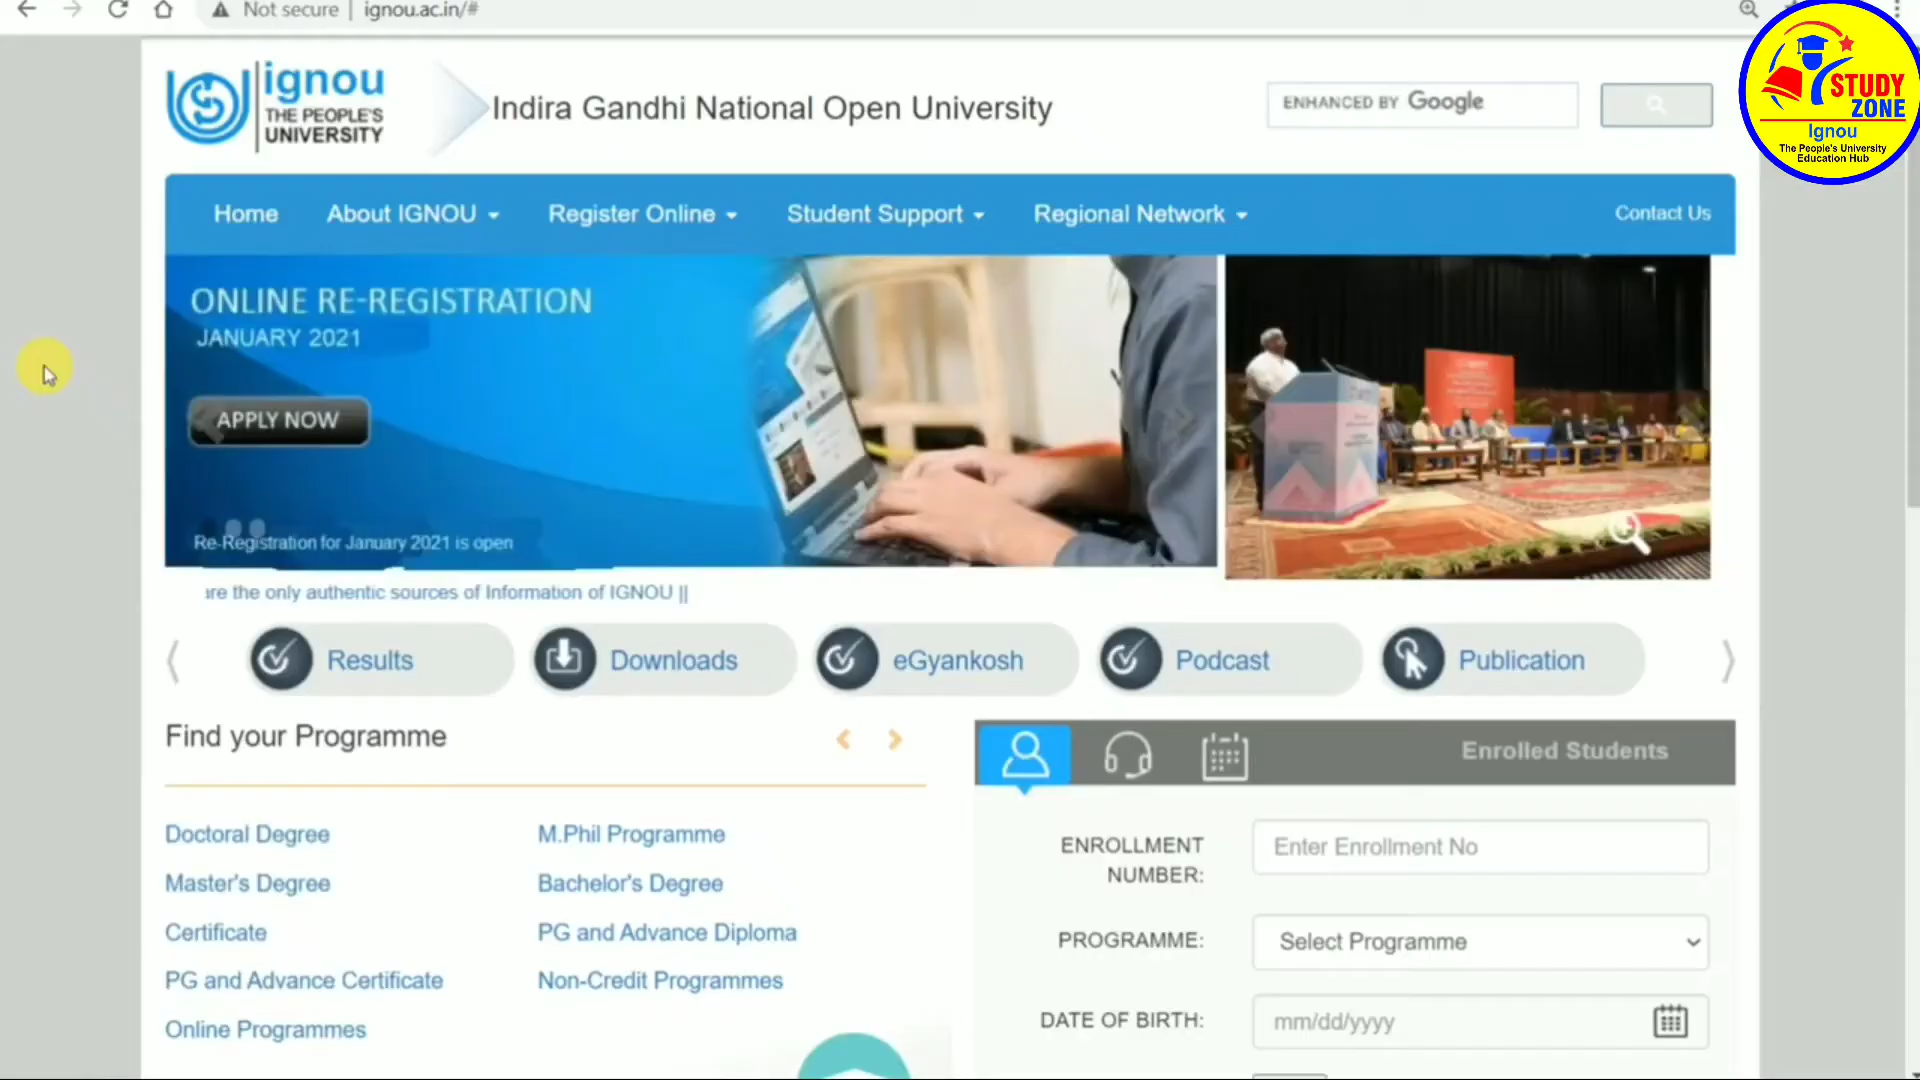 Not secure | ignou.ac.in/#
ignou
THE PEOPLE'S
UNIVERSITY
Indira Gandhi National Open University
ENHANCED BY Google
STUDY
ZONE
Ignou
The People's University
Education Hub
Home
About IGNOU
Register Online
Student Support
Regional Network
Contact Us
ONLINE RE-REGISTRATION
JANUARY 2021
APPLY NOW
Re-Registration for January 2021 is open
are the only authentic sources of Information of IGNOU ||
Results
Downloads
eGyankosh
Podcast
Publication
Find your Programme
Enrolled Students
Doctoral Degree
M.Phil Programme
Master's Degree
Bachelor's Degree
Certificate
PG and Advance Diploma
PG and Advance Certificate
Non-Credit Programmes
Online Programmes
ENROLLMENT
NUMBER:
Enter Enrollment No
PROGRAMME:
Select Programme
DATE OF BIRTH:
mm/dd/yyyy